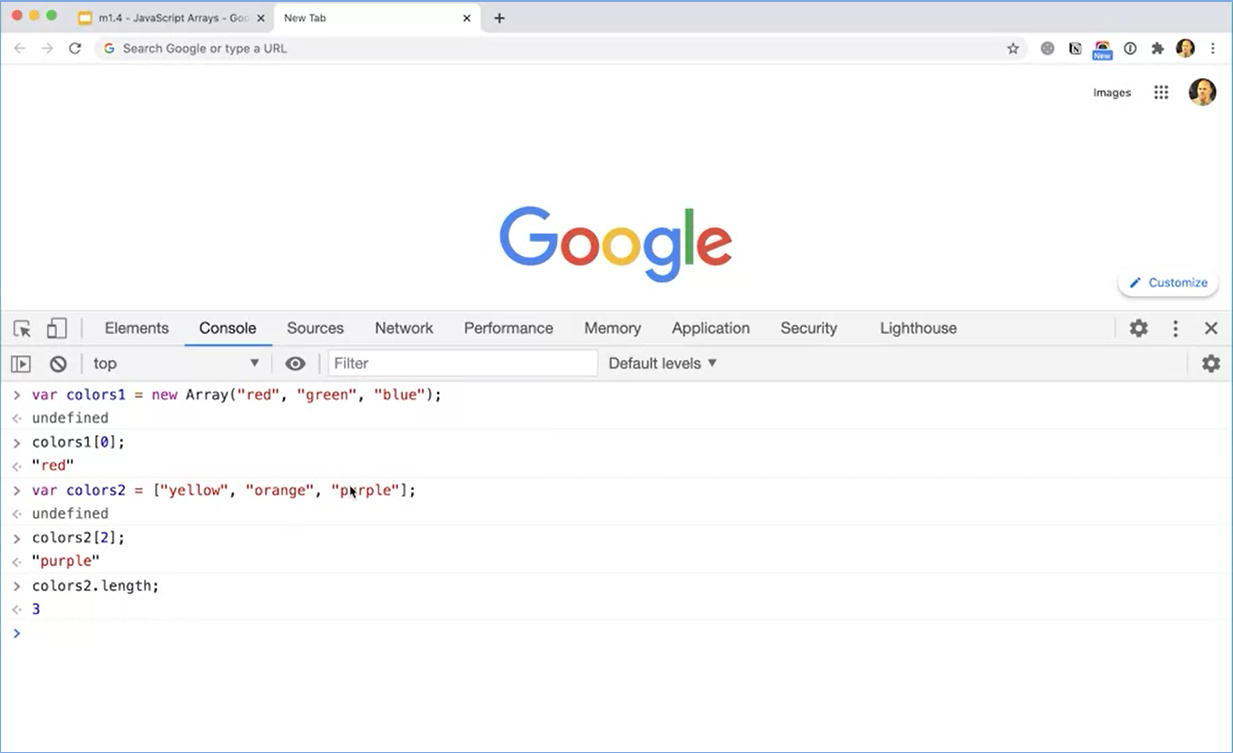 m1.4 - JavaScript Arrays - Goo
New Tab
Search Google or type a URL
New
Images
Google
Customize
Elements Console Sources Network Performance Memory Application Security Lighthouse
top Filter Default levels
> var colors1 = new Array("red", "green", "blue");
undefined
> colors1[0];
"red"
> var colors2 = ["yellow", "orange", "purple"];
undefined
> colors2[2];
"purple"
> colors2.length;
3
>